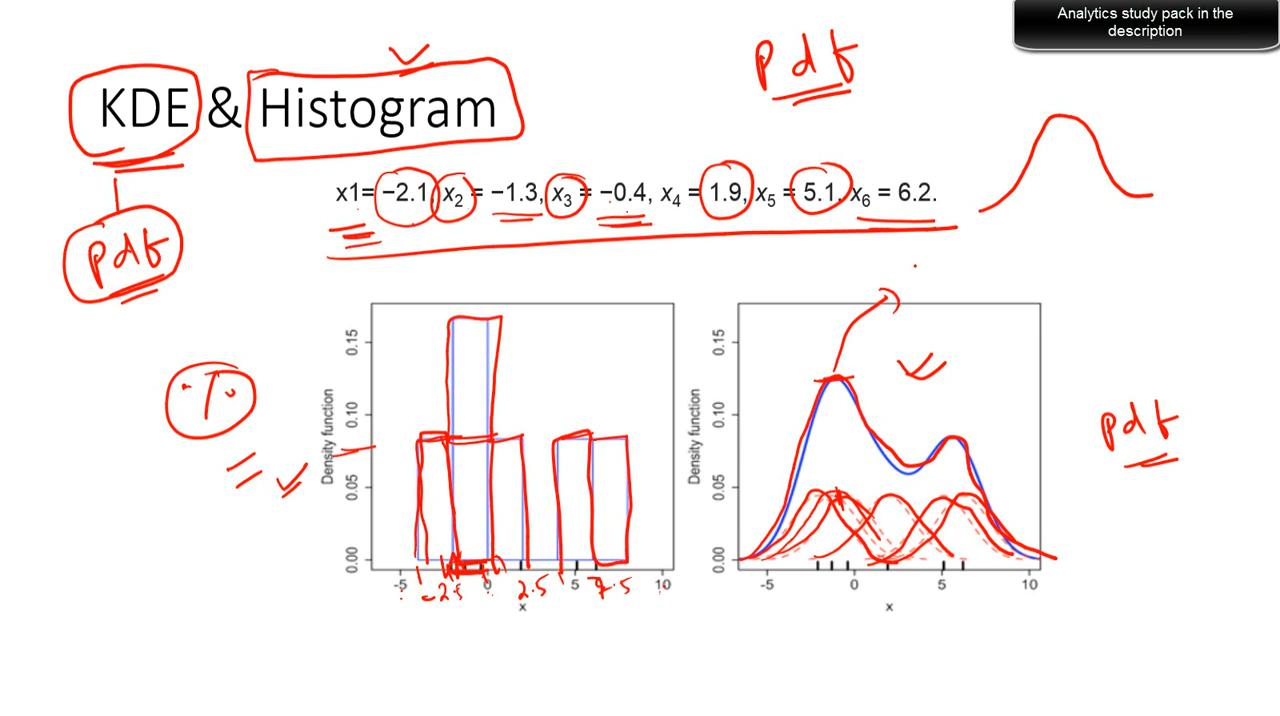 Analytics study pack in the
description
pdf
KDE & Histogram
x1= −2.1, x2 = −1.3, x3 = −0.4, x4 = 1.9, x5 = 5.1, x6 = 6.2.
pdf
%
Density function
0.15
0.10
0.05
0.00
-5 0 5 10
-2.5 2.5 7.5
x
Density function
0.15
0.10
0.05
0.00
-5 0 5 10
x
pdf